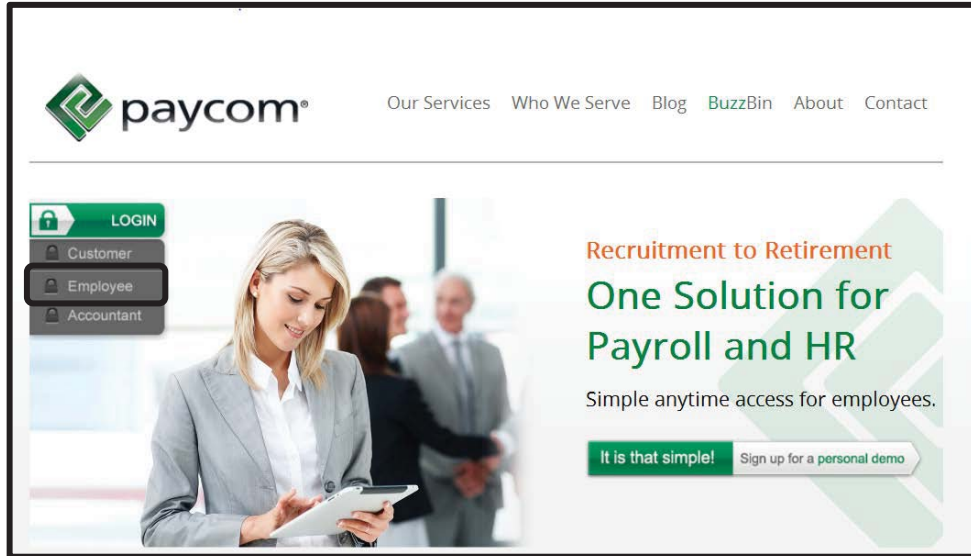 paycom®
Our Services Who We Serve Blog BuzzBin About Contact
LOGIN
Customer
Employee
Accountant
Recruitment to Retirement
One Solution for
Payroll and HR
Simple anytime access for employees.
It is that simple! Sign up for a personal demo